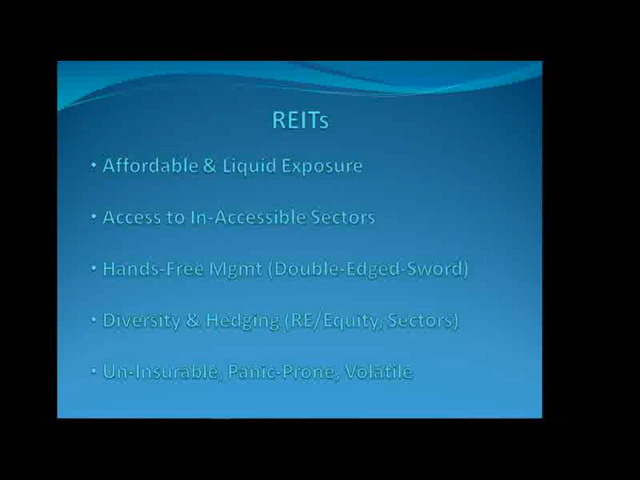 REITs
• Affordable & Liquid Exposure
• Access to In-Accessible Sectors
• Hands-Free Mgmt (Double-Edged-Sword)
• Diversity & Hedging (RE/Equity, Sectors)
• Un-Insurable, Panic-Prone, Volatile